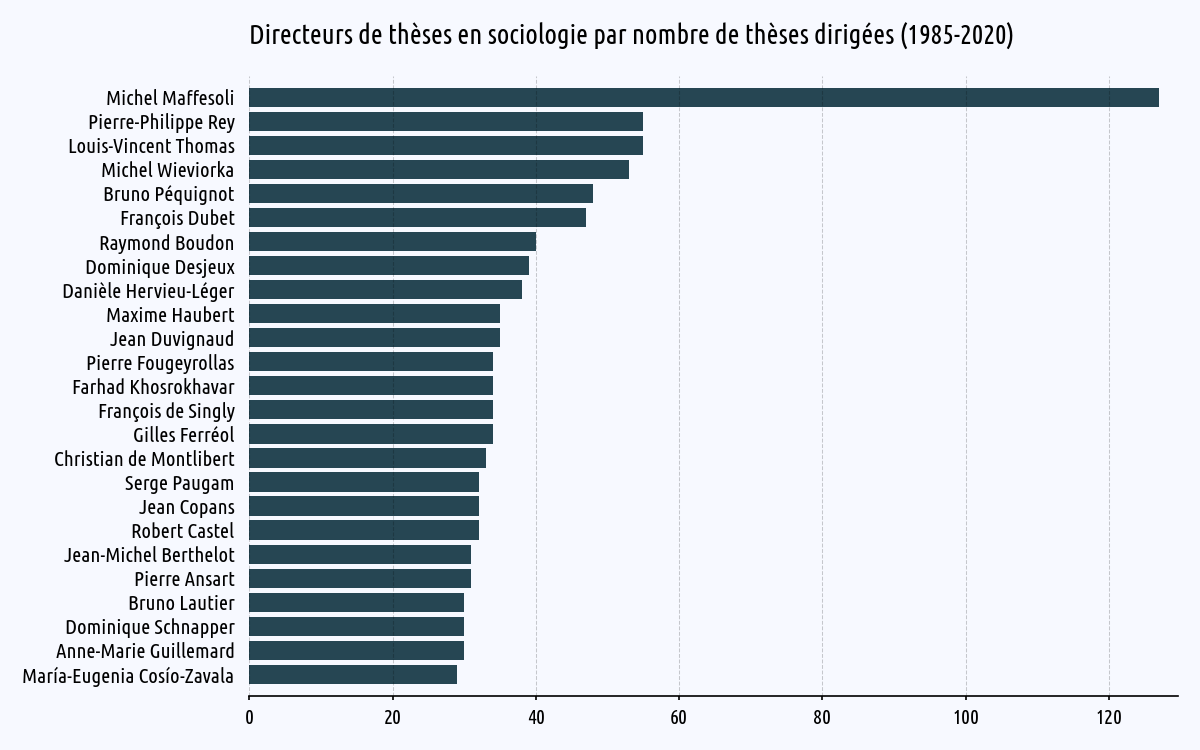 Directeurs de thèses en sociologie par nombre de thèses dirigées (1985-2020)
Michel Maffesoli
Pierre-Philippe Rey
Louis-Vincent Thomas
Michel Wieviorka
Bruno Péquignot
François Dubet
Raymond Boudon
Dominique Desjeux
Danièle Hervieu-Léger
Maxime Haubert
Jean Duvignaud
Pierre Fougeyrollas
Farhad Khosrokhavar
François de Singly
Gilles Ferréol
Christian de Montlibert
Serge Paugam
Jean Copans
Robert Castel
Jean-Michel Berthelot
Pierre Ansart
Bruno Lautier
Dominique Schnapper
Anne-Marie Guillemard
María-Eugenia Cosío-Zavala
0 20 40 60 80 100 120